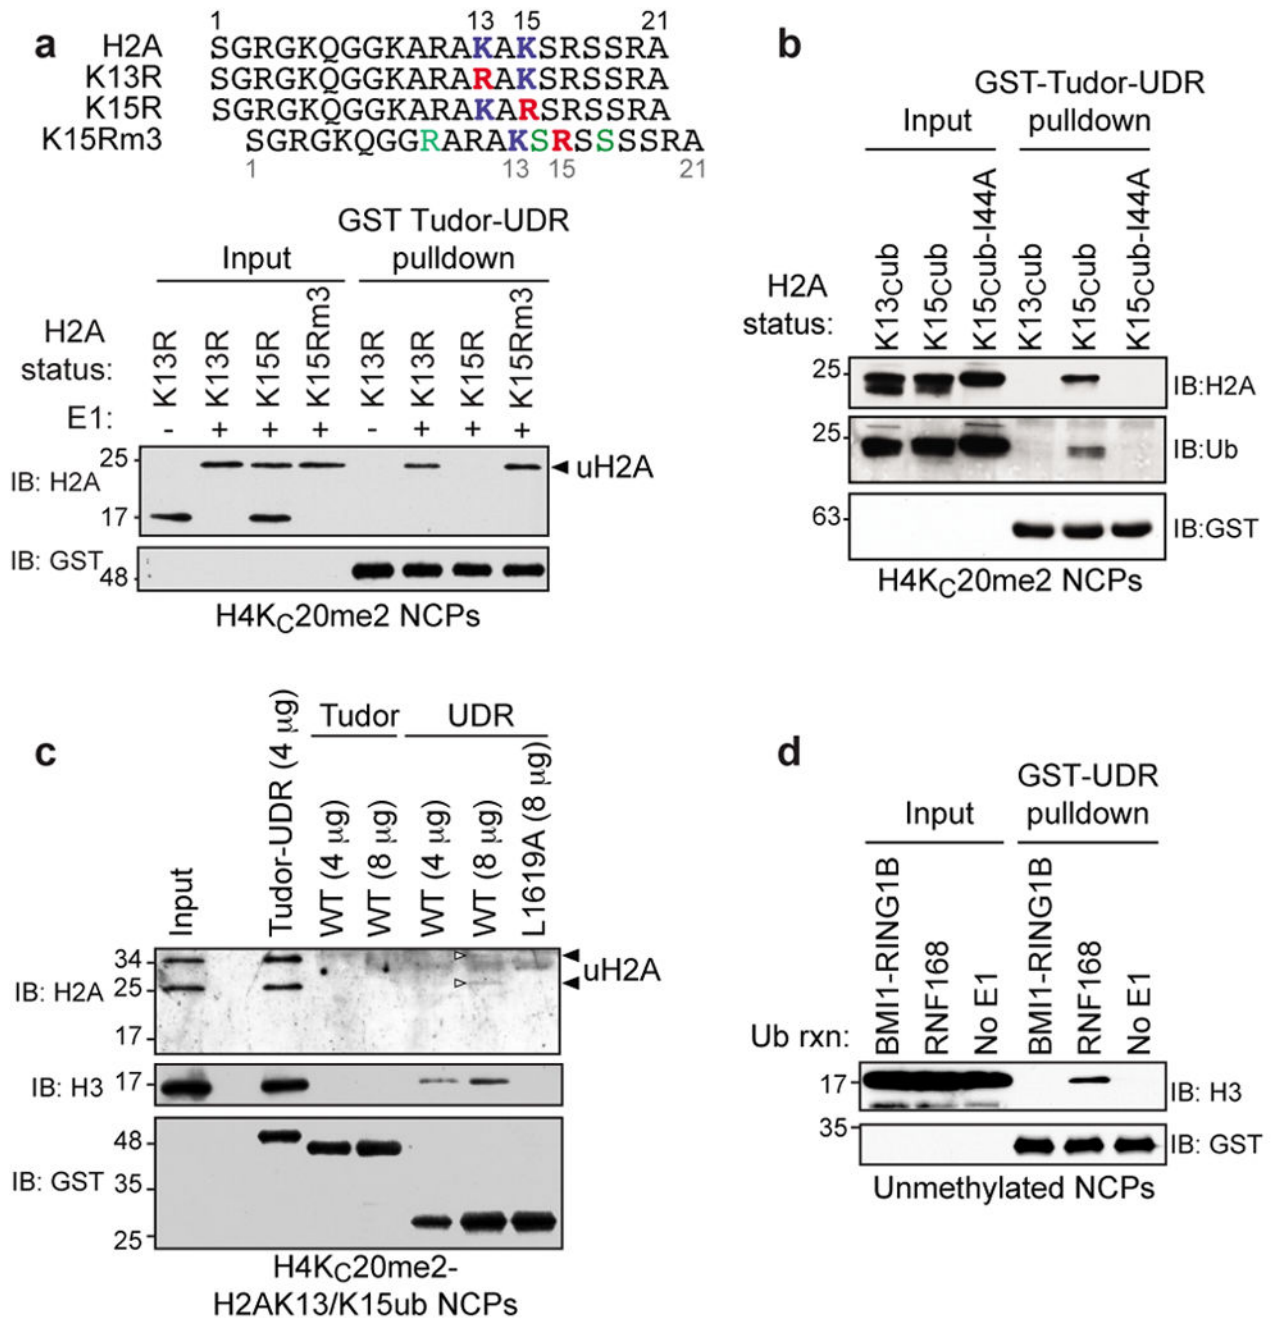 a
1 13 15 21
H2A SGRGKQGGKARAKAKSRSSRA
K13R SGRGKQGGKARARAKSRSSRA
K15R SGRGKQGGKARAKARSRSSRA
K15Rm3 SGRGKQGGRARAKSRSSSSRA
1 13 15 21
GST Tudor-UDR
Input pulldown
H2A
status:
K13R K13R K15R K15Rm3 K13R K13R K15R K15Rm3
E1: - + + + - + + +
25
IB: H2A
uH2A
17
IB: GST
48
H4KC20me2 NCPs
b
GST-Tudor-UDR
Input pulldown
H2A
status:
K13Cub K15Cub K15Cub-I44A K13Cub K15Cub K15Cub-I44A
25 IB:H2A
25 IB:Ub
63 IB:GST
H4KC20me2 NCPs
c
Tudor UDR
Input Tudor-UDR (4 µg) WT (4 µg) WT (8 µg) WT (4 µg) WT (8 µg) L1619A (8 µg)
34
uH2A
IB: H2A 25
17
IB: H3 17
48
IB: GST 35
25
H4KC20me2-
H2AK13/K15ub NCPs
d
GST-UDR
Input pulldown
Ub rxn: BMI1-RING1B RNF168 No E1 BMI1-RING1B RNF168 No E1
17 IB: H3
35
IB: GST
Unmethylated NCPs